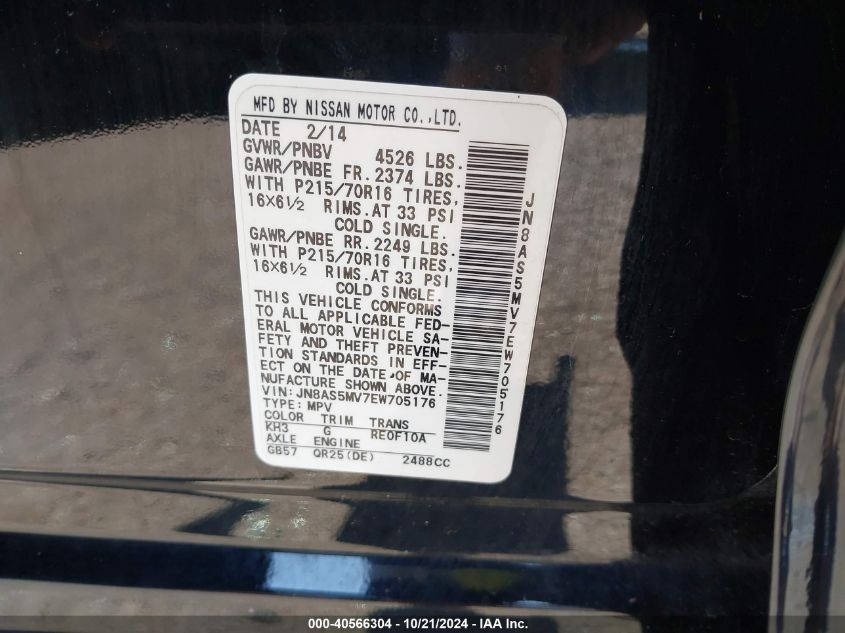 MFD BY NISSAN MOTOR CO.,LTD.
DATE 2/14
GVWR/PNBV 4526 LBS.
GAWR/PNBE FR.2374 LBS.
WITH P215/70R16 TIRES,
16×6½ RIMS.AT 33 PSI
COLD SINGLE.
GAWR/PNBE RR.2249 LBS.
WITH P215/70R16 TIRES,
16×6½ RIMS.AT 33 PSI
COLD SINGLE.
THIS VEHICLE CONFORMS
TO ALL APPLICABLE FED-
ERAL MOTOR VEHICLE SA-
FETY AND THEFT PREVEN-
TION STANDARDS IN EFF-
ECT ON THE DATE OF MA-
NUFACTURE SHOWN ABOVE.
VIN: JN8AS5MV7EW705176
TYPE: MPV
COLOR TRIM TRANS
KH3 G RE0F10A
AXLE ENGINE
GB57 QR25(DE) 2488CC
JN8AS5MV7EW705176
000-40566304 - 10/21/2024 - IAA Inc.